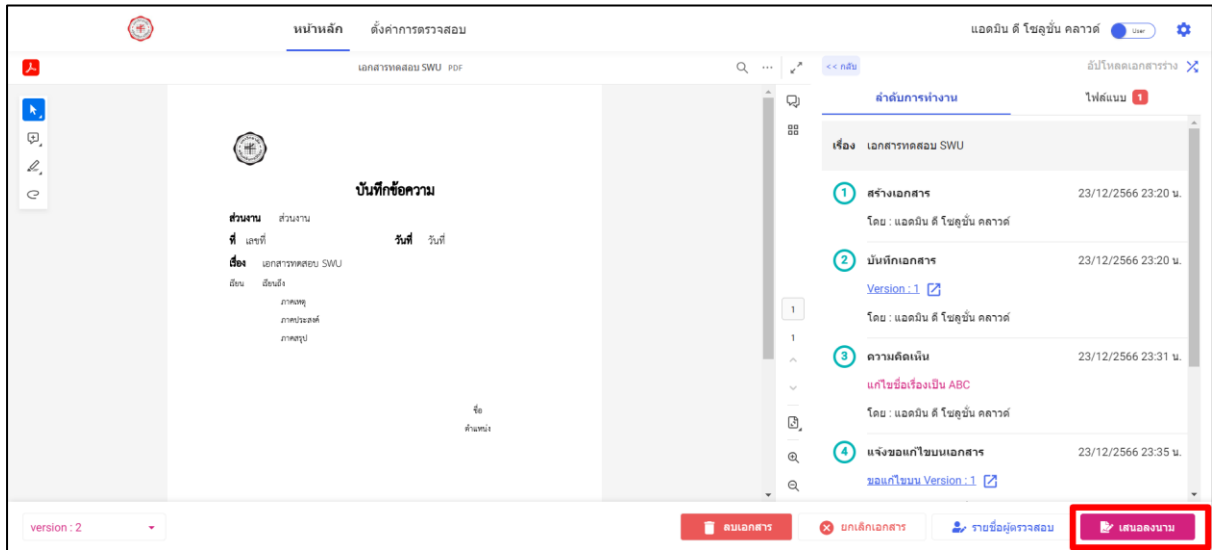 หน้าหลัก ตั้งค่าการตรวจสอบ แอดมิน ดี โซลูชั่น คลาวด์ User
เอกสารทดสอบ SWU PDF
<< กลับ อัปโหลดเอกสารร่าง
ลำดับการทำงาน ไฟล์แนบ 1
เรื่อง เอกสารทดสอบ SWU
บันทึกข้อความ
ส่วนงาน ส่วนงาน
ที่ เลขที่ วันที่ วันที่
เรื่อง เอกสารทดสอบ SWU
เรียน เรียนถึง
ภาคเหตุ
ภาคประสงค์
ภาคสรุป
ชื่อ
ตำแหน่ง
1
1
1 สร้างเอกสาร 23/12/2566 23:20 น.
โดย : แอดมิน ดี โซลูชั่น คลาวด์
2 บันทึกเอกสาร 23/12/2566 23:20 น.
Version : 1
โดย : แอดมิน ดี โซลูชั่น คลาวด์
3 ความคิดเห็น 23/12/2566 23:31 น.
แก้ไขชื่อเรื่องเป็น ABC
โดย : แอดมิน ดี โซลูชั่น คลาวด์
4 แจ้งขอแก้ไขบนเอกสาร 23/12/2566 23:35 น.
ขอแก้ไขบน Version : 1
version : 2 ลบเอกสาร ยกเลิกเอกสาร รายชื่อผู้ตรวจสอบ เสนอลงนาม